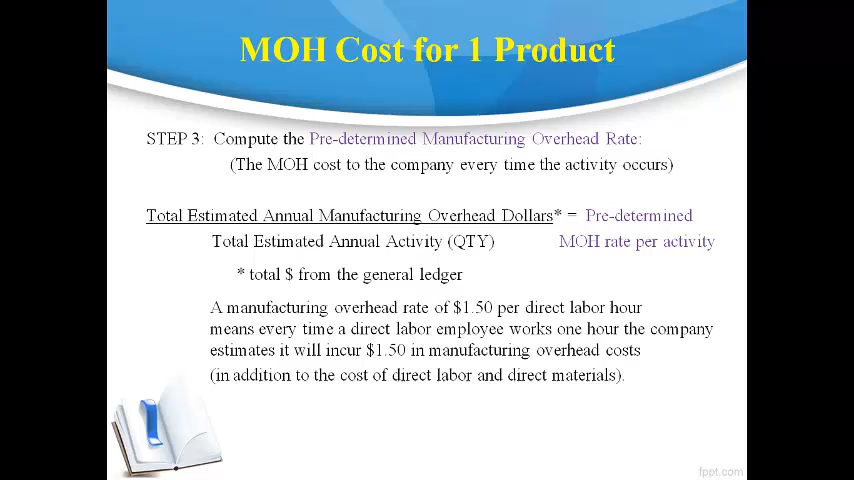 MOH Cost for 1 Product
STEP 3: Compute the Pre-determined Manufacturing Overhead Rate:
(The MOH cost to the company every time the activity occurs)
Total Estimated Annual Manufacturing Overhead Dollars* = Pre-determined
Total Estimated Annual Activity (QTY) MOH rate per activity
* total $ from the general ledger
A manufacturing overhead rate of $1.50 per direct labor hour
means every time a direct labor employee works one hour the company
estimates it will incur $1.50 in manufacturing overhead costs
(in addition to the cost of direct labor and direct materials).
fppt.com